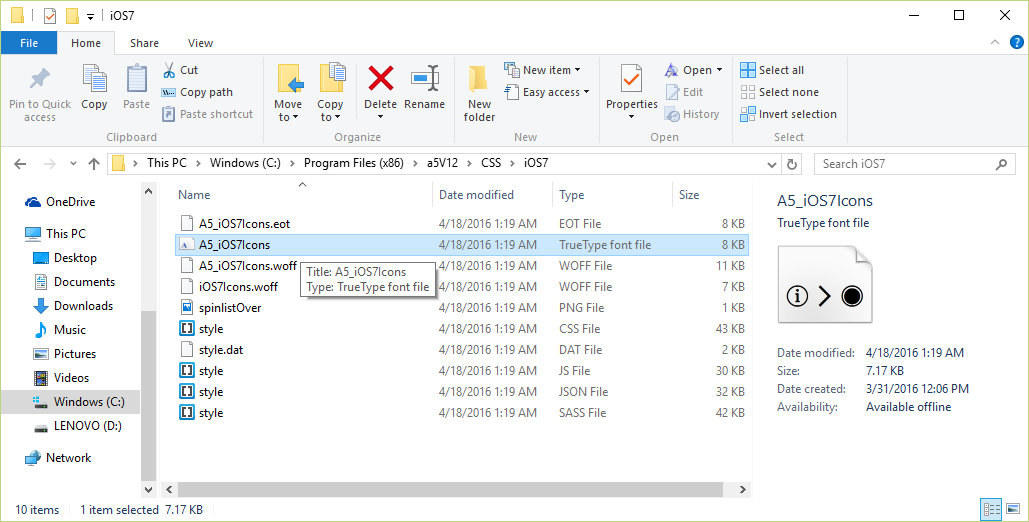 iOS7
File Home Share View
Pin to Quick access
Copy
Paste
Cut
Copy path
Paste shortcut
Clipboard
Move to
Copy to
Delete
Rename
Organize
New folder
New item
Easy access
New
Properties
Open
Edit
History
Open
Select all
Select none
Invert selection
Select
This PC Windows (C:) Program Files (x86) a5V12 CSS iOS7
Search iOS7
OneDrive
This PC
Desktop
Documents
Downloads
Music
Pictures
Videos
Windows (C:)
LENOVO (D:)
Network
Name Date modified Type Size
A5_iOS7Icons.eot 4/18/2016 1:19 AM EOT File 8 KB
A5_iOS7Icons 4/18/2016 1:19 AM TrueType font file 8 KB
A5_iOS7Icons.woff 4/18/2016 1:19 AM WOFF File 11 KB
iOS7Icons.woff 4/18/2016 1:19 AM WOFF File 7 KB
spinlistOver 4/18/2016 1:19 AM PNG File 1 KB
style 4/18/2016 1:19 AM CSS File 43 KB
style.dat 4/18/2016 1:19 AM DAT File 2 KB
style 4/18/2016 1:19 AM JS File 30 KB
style 4/18/2016 1:19 AM JSON File 32 KB
style 4/18/2016 1:19 AM SASS File 42 KB
Title: A5_iOS7Icons
Type: TrueType font file
A5_iOS7Icons
TrueType font file
Date modified: 4/18/2016 1:19 AM
Size: 7.17 KB
Date created: 3/31/2016 12:06 PM
Availability: Available offline
10 items 1 item selected 7.17 KB